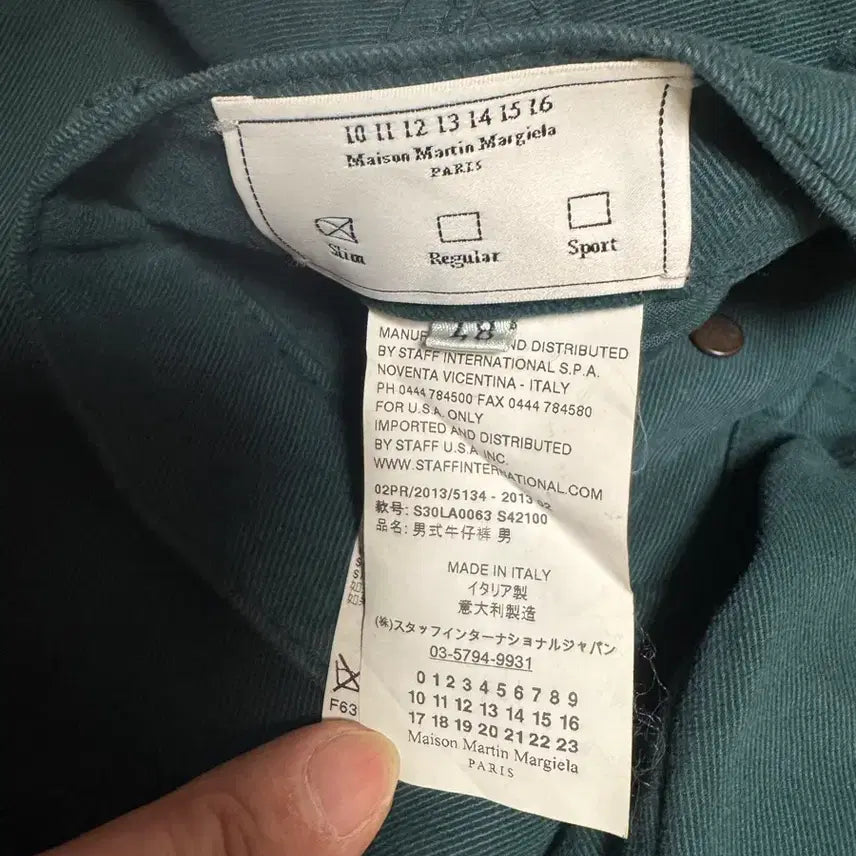 10 11 12 13 14 15 16
Maison Martin Margiela
PARIS
Slim Regular Sport
48
MANUF ND DISTRIBUTED
BY STAFF INTERNATIONAL S.P.A.
NOVENTA VICENTINA - ITALY
PH 0444 784500 FAX 0444 784580
FOR U.S.A. ONLY
IMPORTED AND DISTRIBUTED
BY STAFF U.S.A. INC.
WWW.STAFFINTERNATIONAL.COM
02PR/2013/5134 - 2013 02
款号: S30LA0063 S42100
品名: 男式牛仔裤 男
MADE IN ITALY
イタリア製
意大利製造
(株)スタッフインターナショナルジャパン
03-5794-9931
0 1 2 3 4 5 6 7 8 9
10 11 12 13 14 15 16
17 18 19 20 21 22 23
Maison Martin Margiela
PARIS
F63